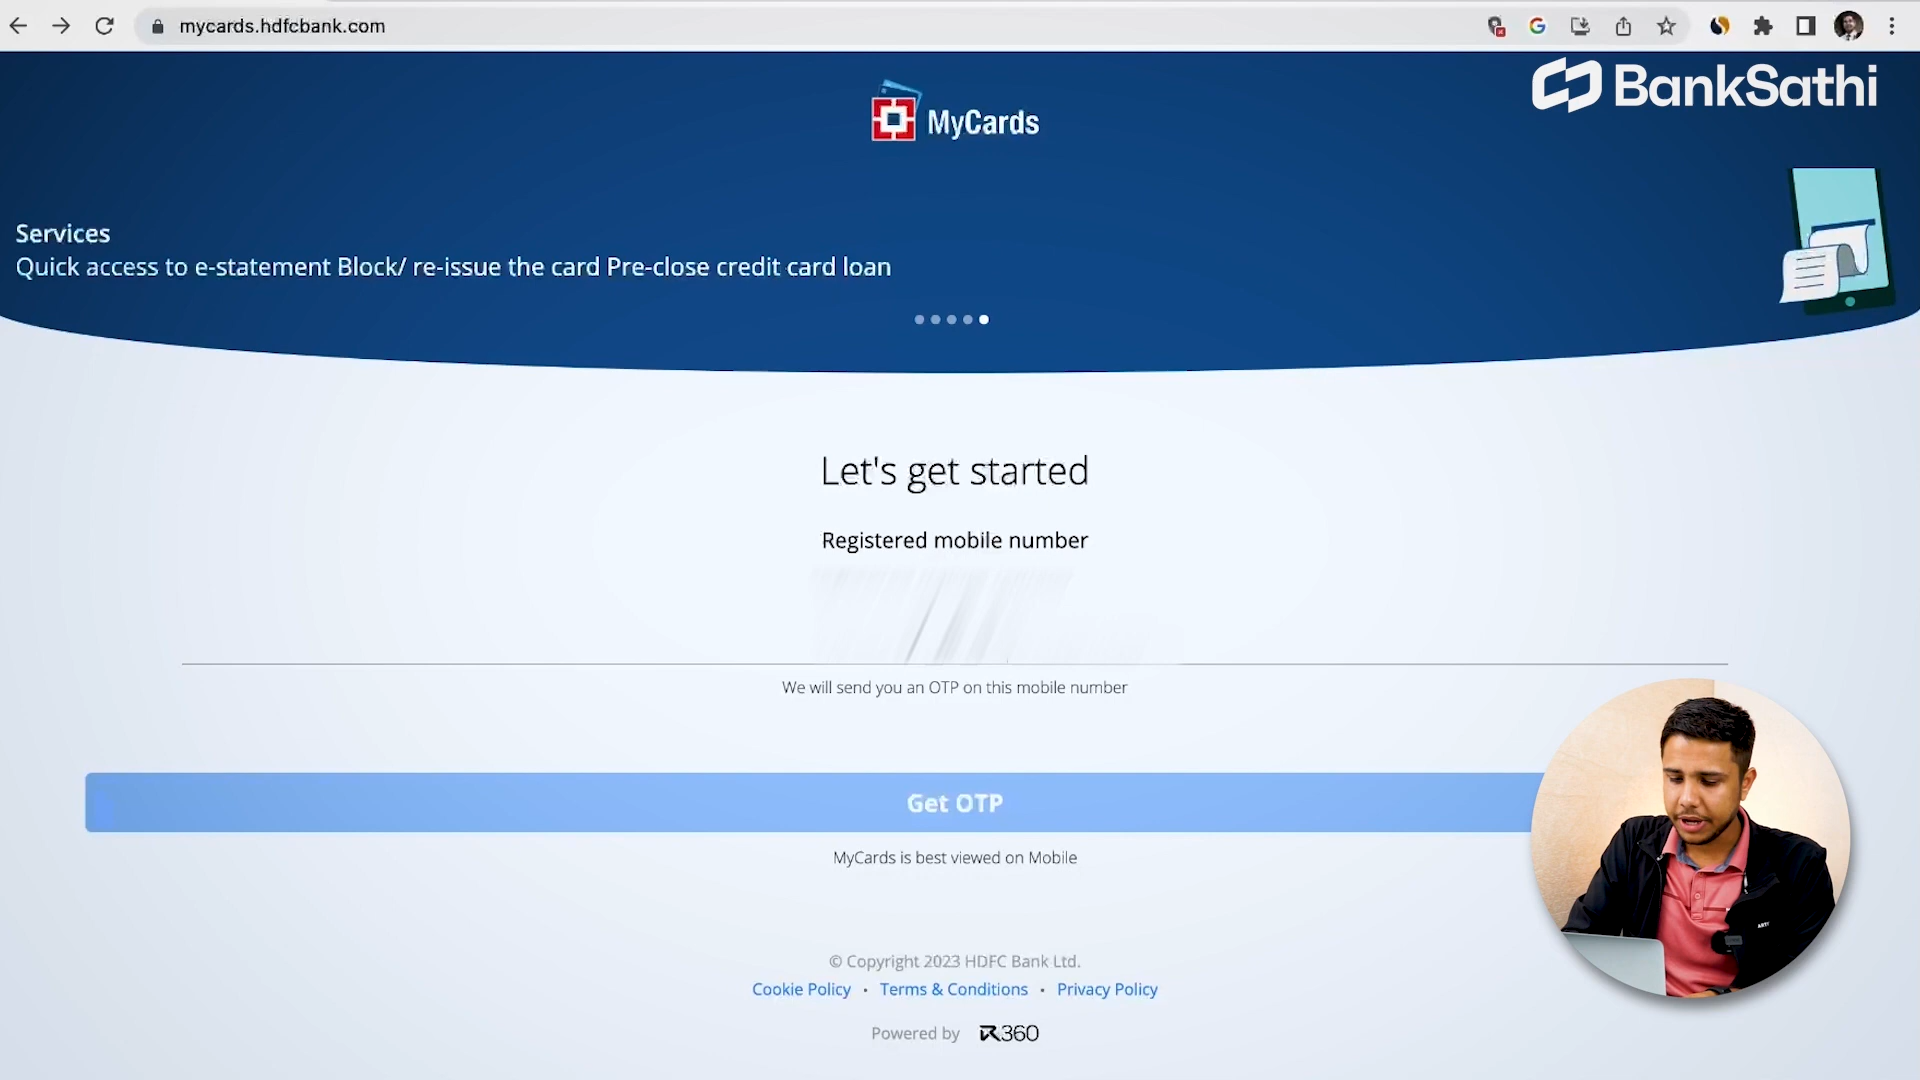 mycards.hdfcbank.com
BankSathi
MyCards
Services
Quick access to e-statement Block/ re-issue the card Pre-close credit card loan
Let's get started
Registered mobile number
We will send you an OTP on this mobile number
Get OTP
MyCards is best viewed on Mobile
© Copyright 2023 HDFC Bank Ltd.
Cookie Policy • Terms & Conditions • Privacy Policy
Powered by R360